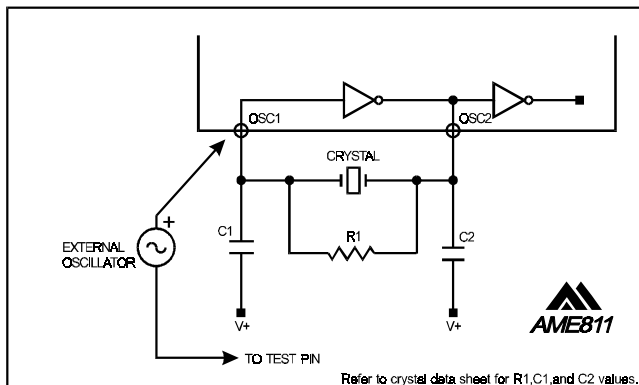 OSC1
OSC2
CRYSTAL
+
C1
R1
C2
EXTERNAL
OSCILLATOR
V+
V+
AME811
TO TEST PIN
Refer to crystal data sheet for R1,C1,and C2 values.